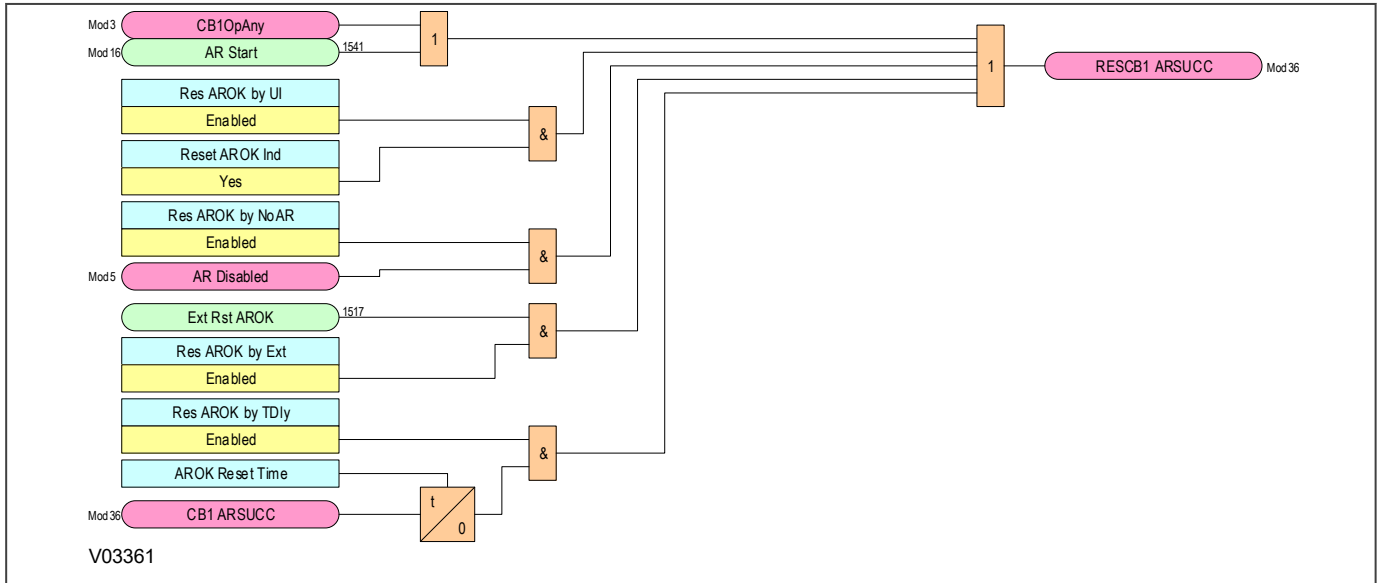 Mod 3 CB1OpAny
1
Mod 16 AR Start 1541
1
RESCB1 ARSUCC Mod 36
Res AROK by UI
Enabled
&
Reset AROK Ind
Yes
Res AROK by NoAR
Enabled
&
Mod 5 AR Disabled
Ext Rst AROK 1517
&
Res AROK by Ext
Enabled
Res AROK by TDly
Enabled
&
AROK Reset Time
t
0
Mod 36 CB1 ARSUCC
V03361